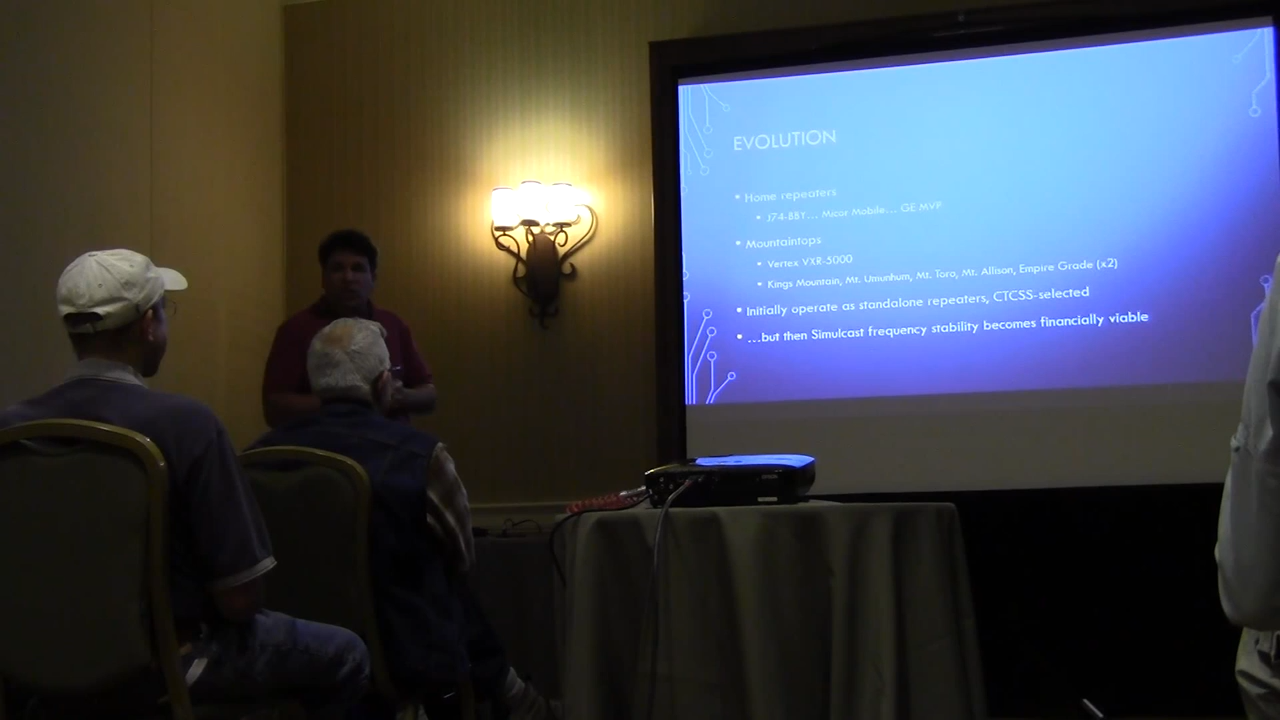 EVOLUTION
• Home repeaters
• J74-BBY... Micor Mobile... GE MVP
• Mountaintops
• Vertex VXR-5000
• Kings Mountain, Mt. Umunhum, Mt. Toro, Mt. Allison, Empire Grade (x2)
• Initially operate as standalone repeaters, CTCSS-selected
• ...but then Simulcast frequency stability becomes financially viable
EPSON